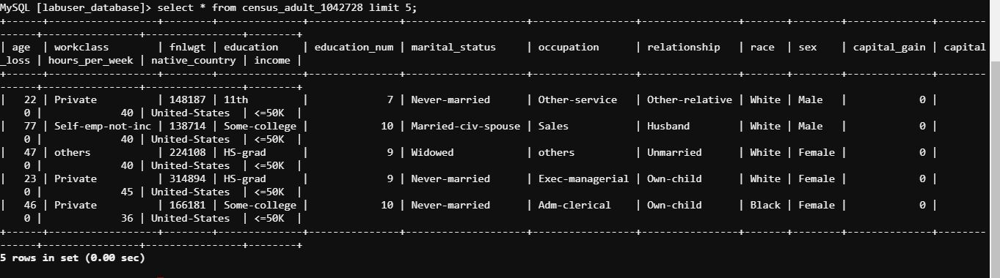 MySQL [labuser_database]> select * from census_adult_1042728 limit 5;
+------+------------------+--------+--------------+---------------+--------------------+-----------------+----------------+-------+--------+--------------+--------
------+----------------+----------------+--------+
| age  | workclass        | fnlwgt | education    | education_num | marital_status     | occupation      | relationship   | race  | sex    | capital_gain | capital
_loss | hours_per_week | native_country | income |
+------+------------------+--------+--------------+---------------+--------------------+-----------------+----------------+-------+--------+--------------+--------
------+----------------+----------------+--------+
|   22 | Private          | 148187 | 11th         |             7 | Never-married      | Other-service   | Other-relative | White | Male   |            0 |
    0 |             40 | United-States  | <=50K  |
|   77 | Self-emp-not-inc | 138714 | Some-college |            10 | Married-civ-spouse | Sales           | Husband        | White | Male   |            0 |
    0 |             40 | United-States  | <=50K  |
|   47 | others           | 224108 | HS-grad      |             9 | Widowed            | others          | Unmarried      | White | Female |            0 |
    0 |             40 | United-States  | <=50K  |
|   23 | Private          | 314894 | HS-grad      |             9 | Never-married      | Exec-managerial | Own-child      | White | Female |            0 |
    0 |             45 | United-States  | <=50K  |
|   46 | Private          | 166181 | Some-college |            10 | Never-married      | Adm-clerical    | Own-child      | Black | Female |            0 |
    0 |             36 | United-States  | <=50K  |
+------+------------------+--------+--------------+---------------+--------------------+-----------------+----------------+-------+--------+--------------+--------
------+----------------+----------------+--------+
5 rows in set (0.00 sec)